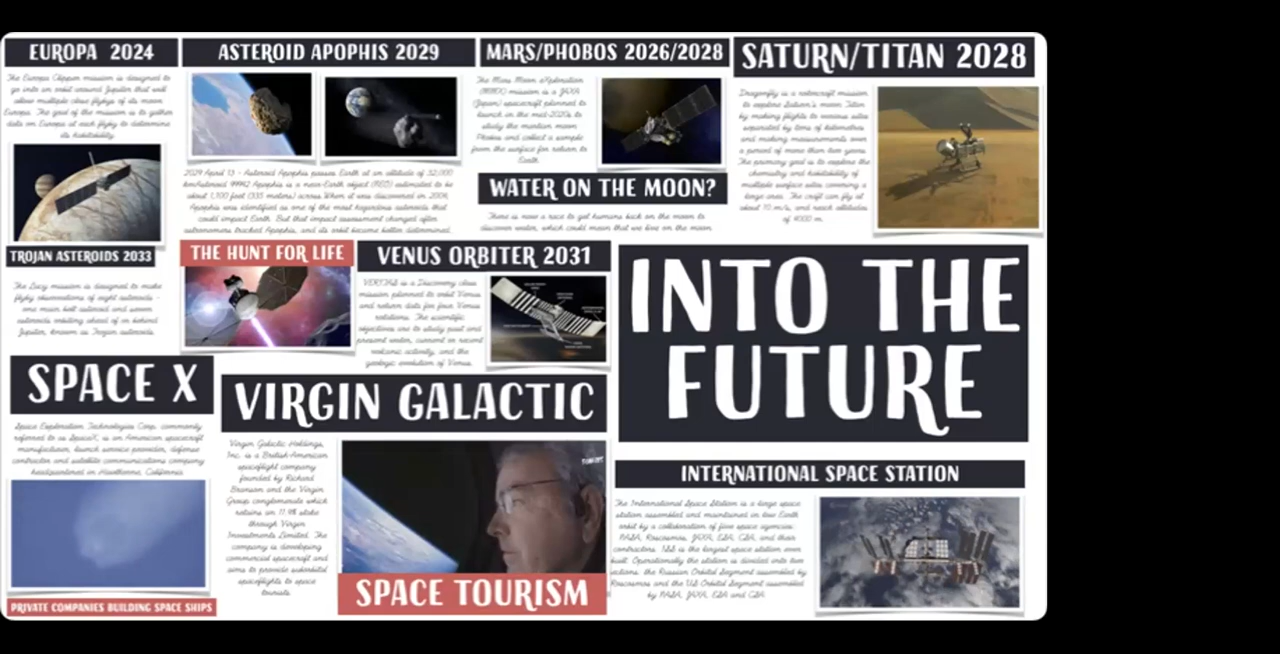 EUROPA 2024
The Europa Clipper mission is designed to
go into an orbit around Jupiter that will
allow multiple close flybys of its moon
Europa. The goal of the mission is to gather
data on Europa at each flyby to determine
its habitability.
ASTEROID APOPHIS 2029
2029 April 13 - Asteroid Apophis passes Earth at an altitude of 32,000
km. Asteroid 99942 Apophis is a near-Earth object (NEO) estimated to be
about 1,100 feet (335 meters) across. When it was discovered in 2004,
Apophis was identified as one of the most hazardous asteroids that
could impact Earth. But that impact assessment changed after
astronomers tracked Apophis, and its orbit became better determined.
MARS/PHOBOS 2026/2028
The Mars Moon eXploration
(MMX) mission is a JAXA
(Japan) spacecraft planned to
launch in the mid-2020s to
study the martian moon
Phobos and collect a sample
from the surface for return to
Earth.
WATER ON THE MOON?
There is now a race to get humans back on the moon to
discover water, which could mean that we live on the moon.
SATURN/TITAN 2028
Dragonfly is a rotorcraft mission
to explore Saturn's moon Titan
by making flights to various sites
separated by tens of kilometres
and making measurements over
a period of more than two years.
The primary goal is to explore the
chemistry and habitability of
multiple surface sites covering a
large area. The craft can fly at
about 10 m/s, and reach altitudes
of 4000 m.
TROJAN ASTEROIDS 2033
The Lucy mission is designed to make
flyby observations of eight asteroids -
one main belt asteroid and seven
asteroids orbiting ahead of or behind
Jupiter, known as Trojan asteroids.
THE HUNT FOR LIFE
VENUS ORBITER 2031
VERITAS is a Discovery class
mission planned to orbit Venus
and return data for four Venus
rotations. The scientific
objectives are to study past and
present water, current or recent
volcanic activity, and the
geologic evolution of Venus.
INTO THE
FUTURE
SPACE X
Space Exploration Technologies Corp. commonly
referred to as SpaceX, is an American spacecraft
manufacturer, launch service provider, defense
contractor and satellite communications company
headquartered in Hawthorne, California.
PRIVATE COMPANIES BUILDING SPACE SHIPS
VIRGIN GALACTIC
Virgin Galactic Holdings,
Inc. is a British-American
spaceflight company
founded by Richard
Branson and the Virgin
Group conglomerate which
retains an 11.9% stake
through Virgin
Investments Limited. The
company is developing
commercial spacecraft and
aims to provide suborbital
spaceflights to space
tourists.
SPACE TOURISM
INTERNATIONAL SPACE STATION
The International Space Station is a large space
station assembled and maintained in low Earth
orbit by a collaboration of five space agencies:
NASA, Roscosmos, JAXA, ESA, CSA, and their
contractors. ISS is the largest space station ever
built. Operationally the station is divided into two
sections: the Russian Orbital Segment assembled by
Roscosmos and the US Orbital Segment assembled
by NASA, JAXA, ESA and CSA.